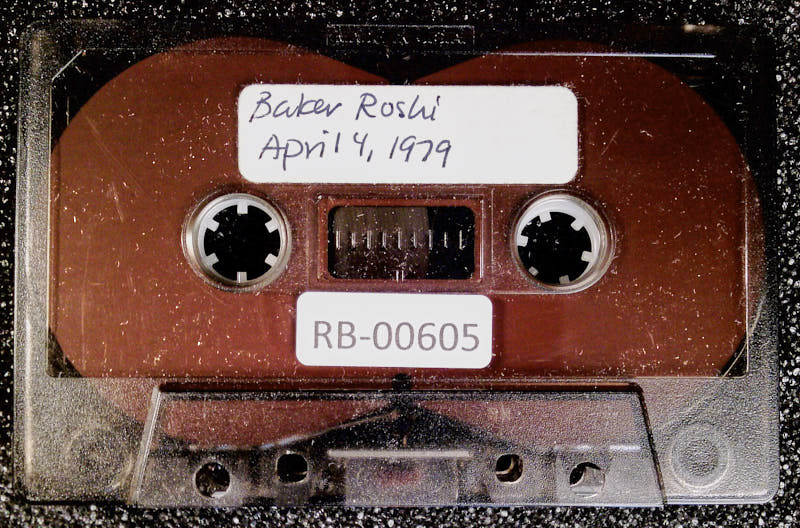 Baker Roshi
April 4, 1979
RB-00605